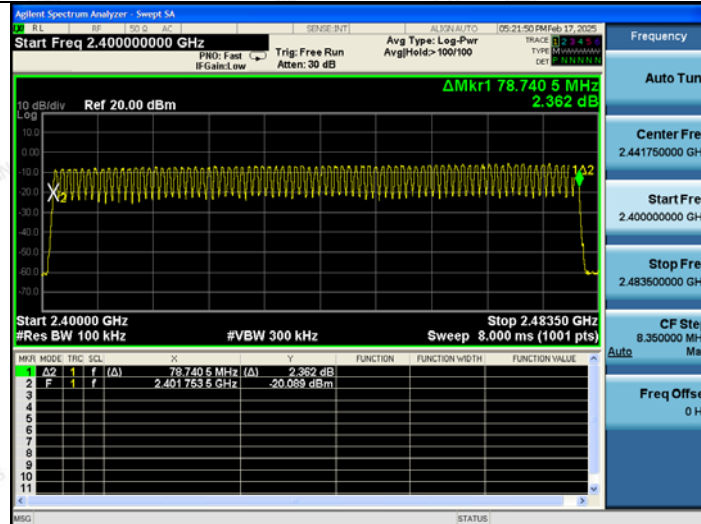 Agilent Spectrum Analyzer - Swept SA
RL RF 50 Ω AC SENSE:INT ALIGN AUTO 05:21:50 PM Feb 17, 2025
Start Freq 2.400000000 GHz
PNO: Fast
IFGain:Low
Trig: Free Run
Atten: 30 dB
Avg Type: Log-Pwr
Avg|Hold:>100/100
TRACE 1 2 3 4 5 6
TYPE M
DET P N N N N N
ΔMkr1 78.740 5 MHz
2.362 dB
10 dB/div Ref 20.00 dBm
Log
10.0
0.00
-10.0
-20.0
-30.0
-40.0
-50.0
-60.0
-70.0
2
1Δ2
Start 2.40000 GHz Stop 2.48350 GHz
#Res BW 100 kHz #VBW 300 kHz Sweep 8.000 ms (1001 pts)
MKR MODE TRC SCL X Y FUNCTION FUNCTION WIDTH FUNCTION VALUE
1 Δ2 1 f (Δ) 78.740 5 MHz (Δ) 2.362 dB
2 F 1 f 2.401 753 5 GHz -20.089 dBm
3
4
5
6
7
8
9
10
11
MSG STATUS
Frequency
Auto Tun
Center Fre
2.441750000 GH
Start Fre
2.400000000 GH
Stop Fre
2.483500000 GH
CF Ste
8.350000 MH
Auto Ma
Freq Offse
0 H